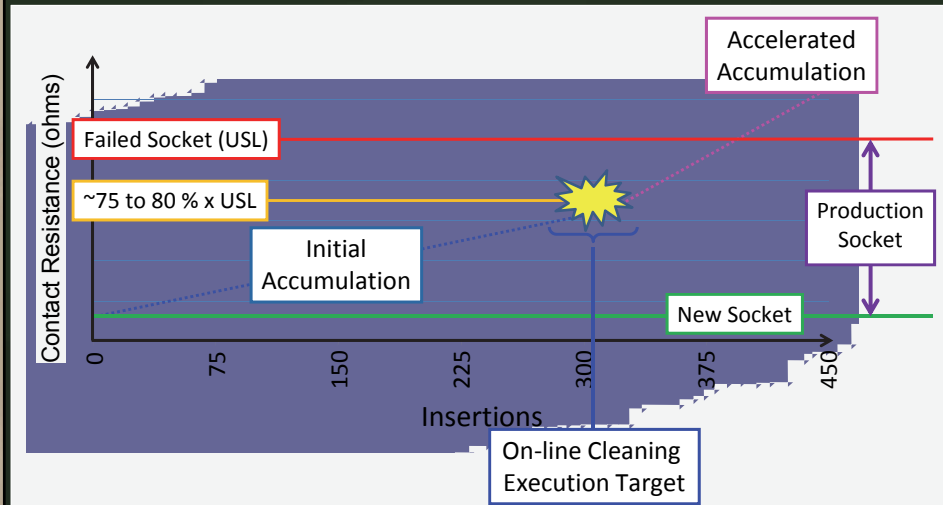 Accelerated
Accumulation
Contact Resistance (ohms)
Failed Socket (USL)
~75 to 80 % x USL
Production
Socket
Initial
Accumulation
New Socket
0
75
150
225
300
375
450
Insertions
On-line Cleaning
Execution Target